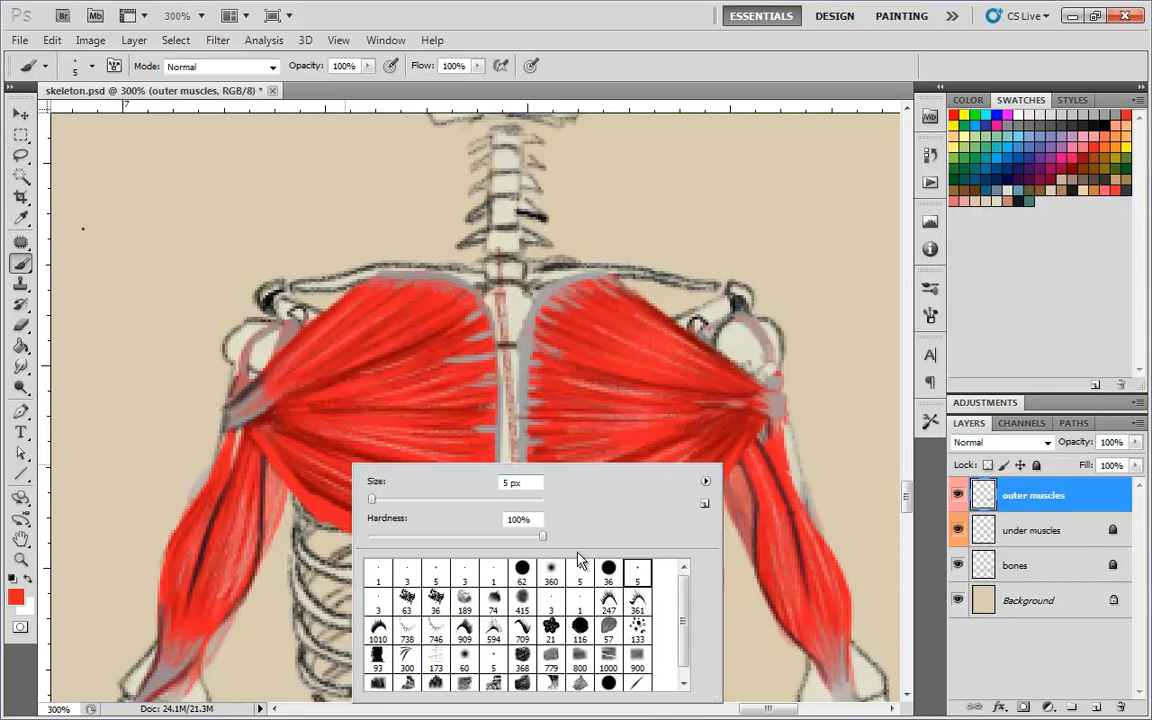 Ps Br Mb 300% ESSENTIALS DESIGN PAINTING CS Live
File Edit Image Layer Select Filter Analysis 3D View Window Help
5 Mode: Normal Opacity: 100% Flow: 100%
skeleton.psd @ 300% (outer muscles, RGB/8) *
7
COLOR SWATCHES STYLES
Mb
A
T
ADJUSTMENTS
LAYERS CHANNELS PATHS
Normal Opacity: 100%
Lock: Fill: 100%
outer muscles
under muscles
bones
Background
Size: 5 px
Hardness: 100%
1 3 5 3 1 62 360 5 36 5
3 63 36 189 74 415 3 1 247 361
1010 738 746 909 594 709 21 116 57 133
93 300 173 60 5 368 779 800 1000 900
300% Doc: 24.1M/21.3M
fx